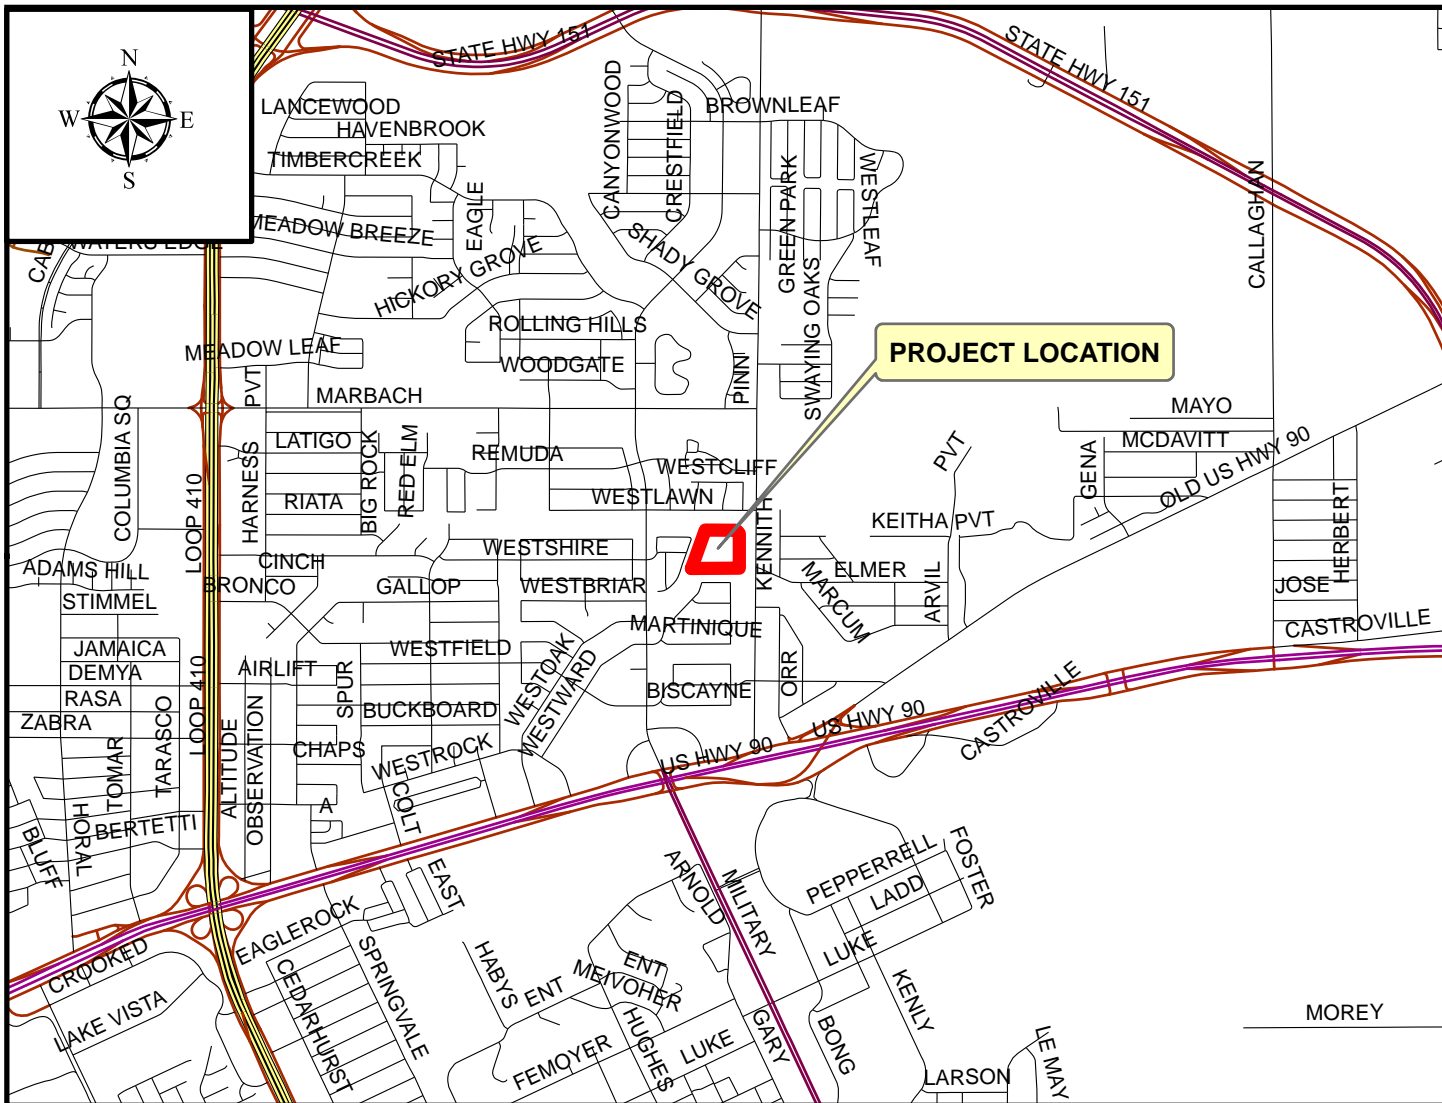 N
W
E
S
STATE HWY 151
STATE HWY 151
LANCEWOOD
HAVENBROOK
TIMBERCREEK
CANYONWOOD
CRESTFIELD
BROWNLEAF
GREEN PARK
WESTLEAF
CALLAGHAN
EAGLE
MEADOW BREEZE
WATERS EDGE
CAB
HICKORY GROVE
SHADY GROVE
SWAYING OAKS
ROLLING HILLS
MEADOW LEAF
WOODGATE
PINN
PROJECT LOCATION
PVT
MARBACH
MAYO
COLUMBIA SQ
HARNESS
LATIGO
BIG ROCK
RED ELM
REMUDA
WESTCLIFF
PVT
GENA
MCDAVITT
OLD US HWY 90
RIATA
WESTLAWN
LOOP 410
KENNITH
KEITHA PVT
HERBERT
ADAMS HILL
CINCH
WESTSHIRE
BRONCO
GALLOP
WESTBRIAR
ELMER
MARCUM
ARVIL
JOSE
STIMMEL
MARTINIQUE
CASTROVILLE
JAMAICA
WESTFIELD
WESTOAK
WESTWARD
DEMYA
AIRLIFT
SPUR
ORR
RASA
LOOP 410
BISCAYNE
ZABRA
TARASCO
ALTITUDE
OBSERVATION
BUCKBOARD
US HWY 90
US HWY 90
CASTROVILLE
TOMAR
CHAPS
WESTROCK
HORAL
A
COLT
BERTETTI
BLUFF
EAST
ARNOLD
MILITARY
PEPPERRELL
FOSTER
LADD
CROOKED
EAGLEROCK
SPRINGVALE
HABYS
ENT
ENT
MEIVOHER
LUKE
CEDARHURST
KENLY
LAKE VISTA
HUGHES
GARY
BONG
MOREY
FEMOYER
LUKE
LARSON
LE MAY